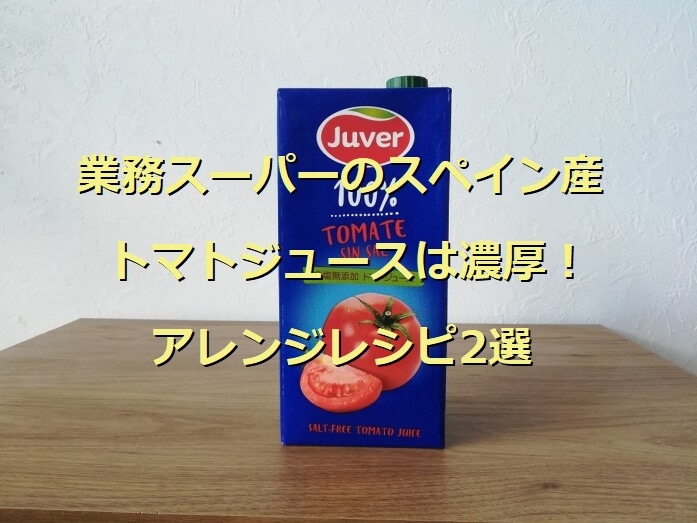 Juver
業務スーパーのスペイン産
100%
TOMATE
SIN SAL
トマトジュースは濃厚！
アレンジレシピ2選
SALT-FREE TOMATO JUICE